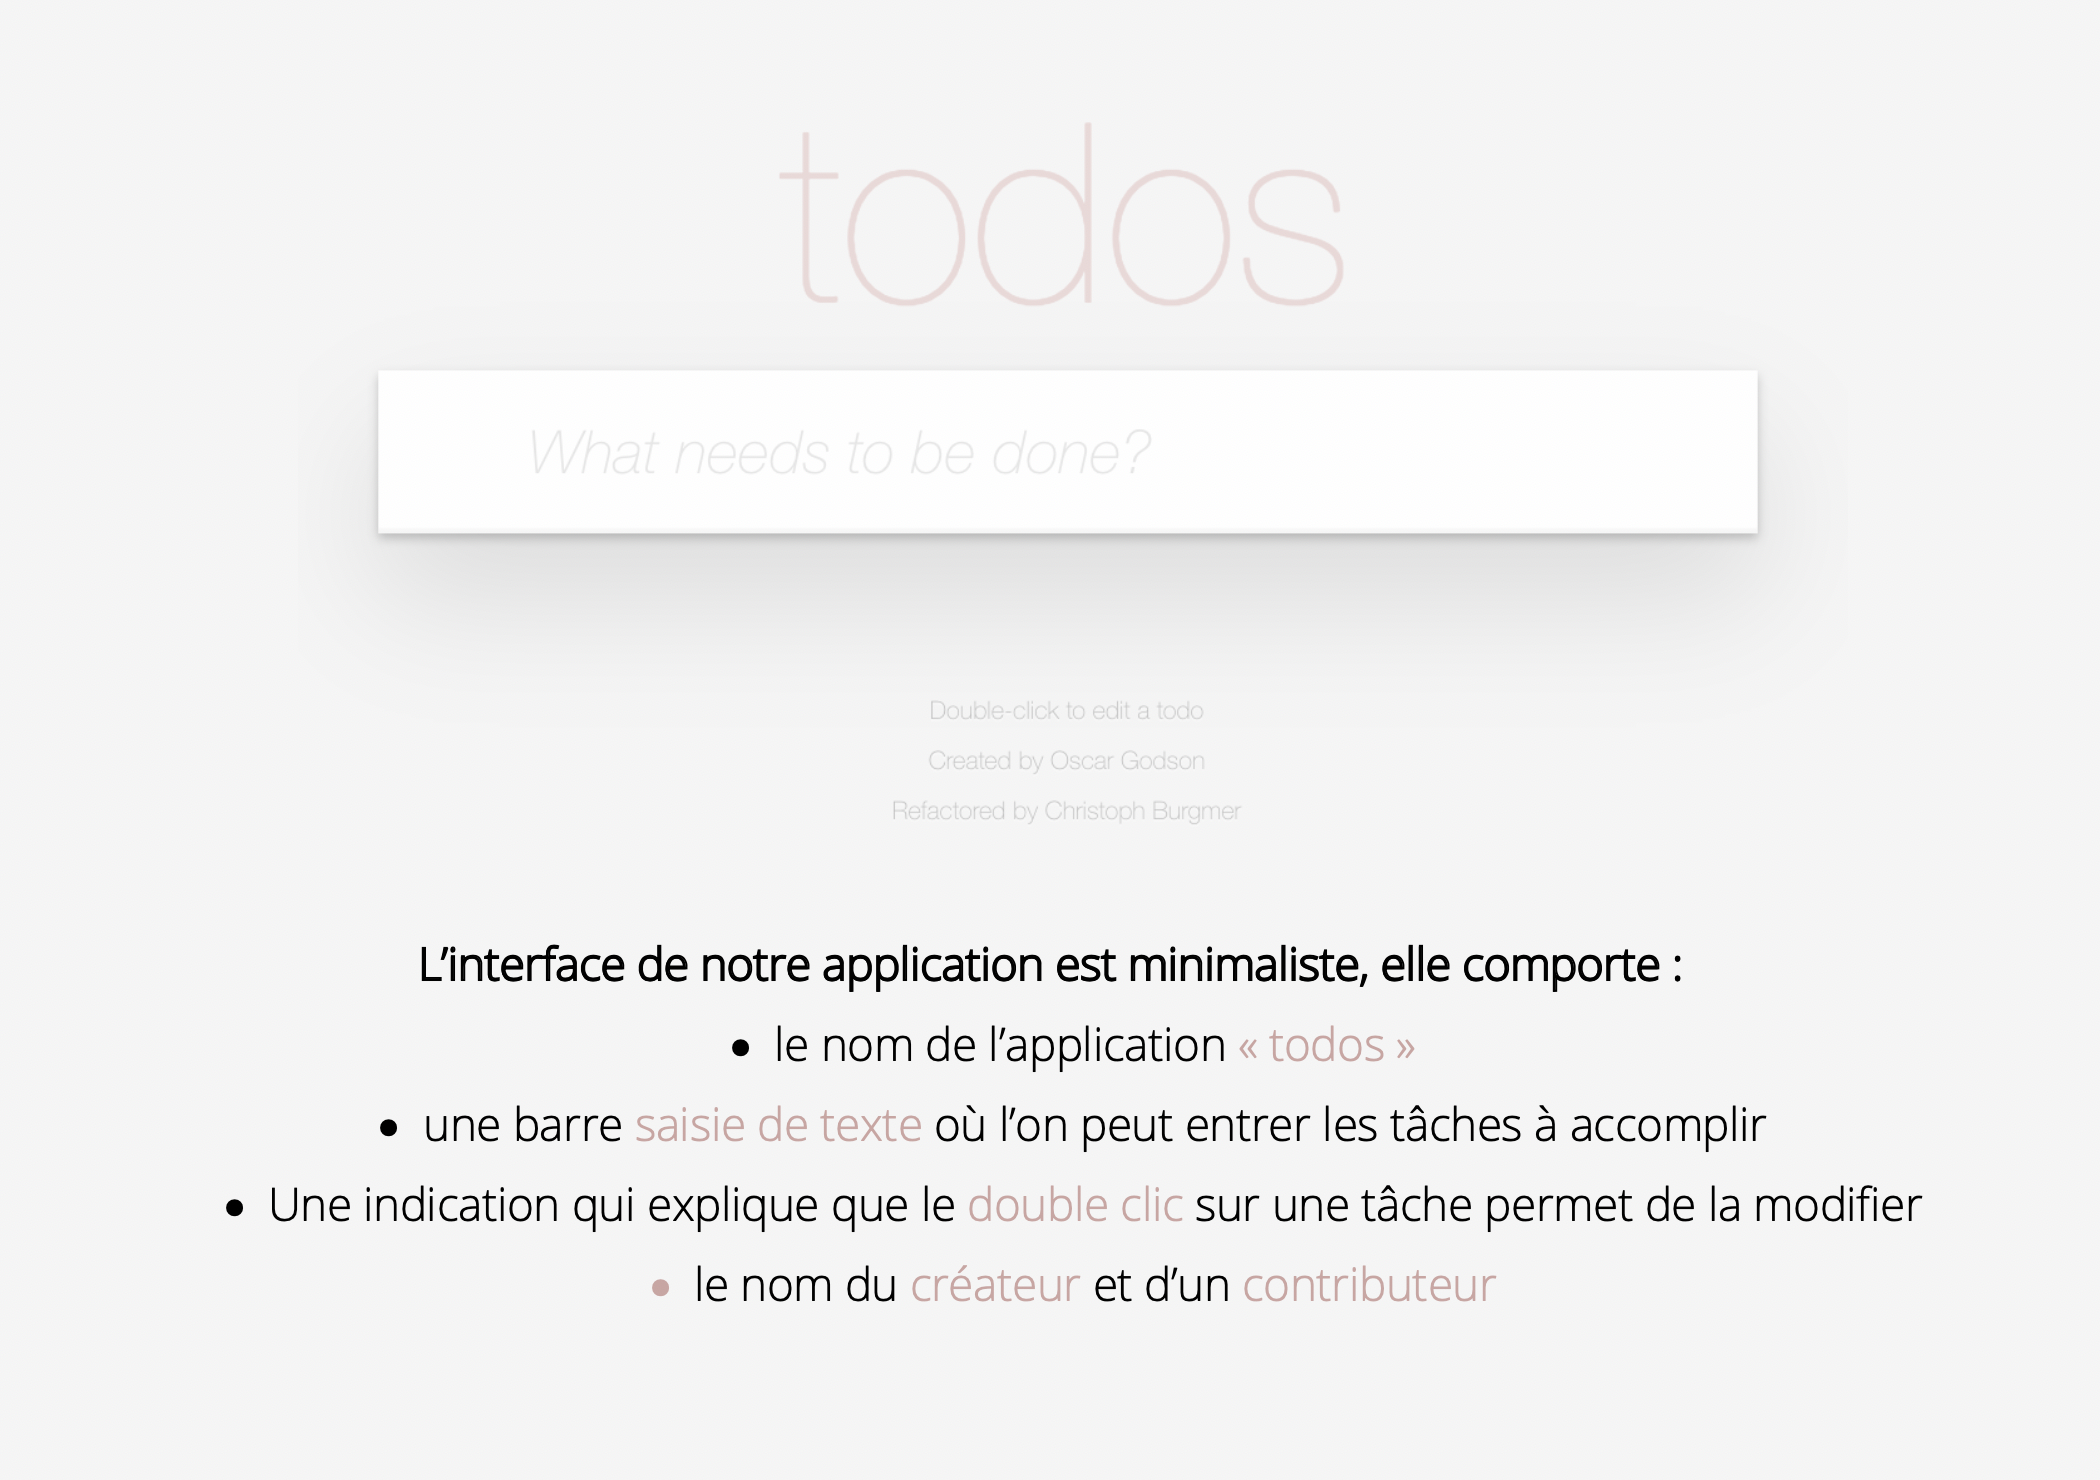 todos
What needs to be done?
Double-click to edit a todo
Created by Oscar Godson
Refactored by Christoph Burgmer
L’interface de notre application est minimaliste, elle comporte :
• le nom de l’application « todos »
• une barre saisie de texte où l’on peut entrer les tâches à accomplir
• Une indication qui explique que le double clic sur une tâche permet de la modifier
• le nom du créateur et d’un contributeur